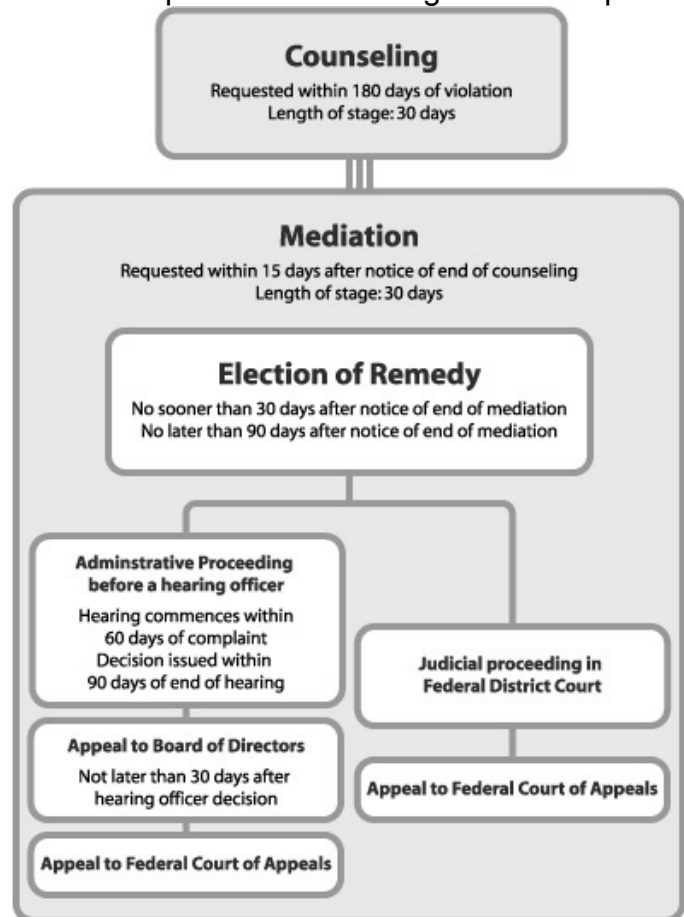 Counseling
Requested within 180 days of violation
Length of stage: 30 days
Mediation
Requested within 15 days after notice of end of counseling
Length of stage: 30 days
Election of Remedy
No sooner than 30 days after notice of end of mediation
No later than 90 days after notice of end of mediation
Adminstrative Proceeding
before a hearing officer
Hearing commences within
60 days of complaint
Decision issued within
90 days of end of hearing
Appeal to Board of Directors
Not later than 30 days after
hearing officer decision
Appeal to Federal Court of Appeals
Judicial proceeding in
Federal District Court
Appeal to Federal Court of Appeals